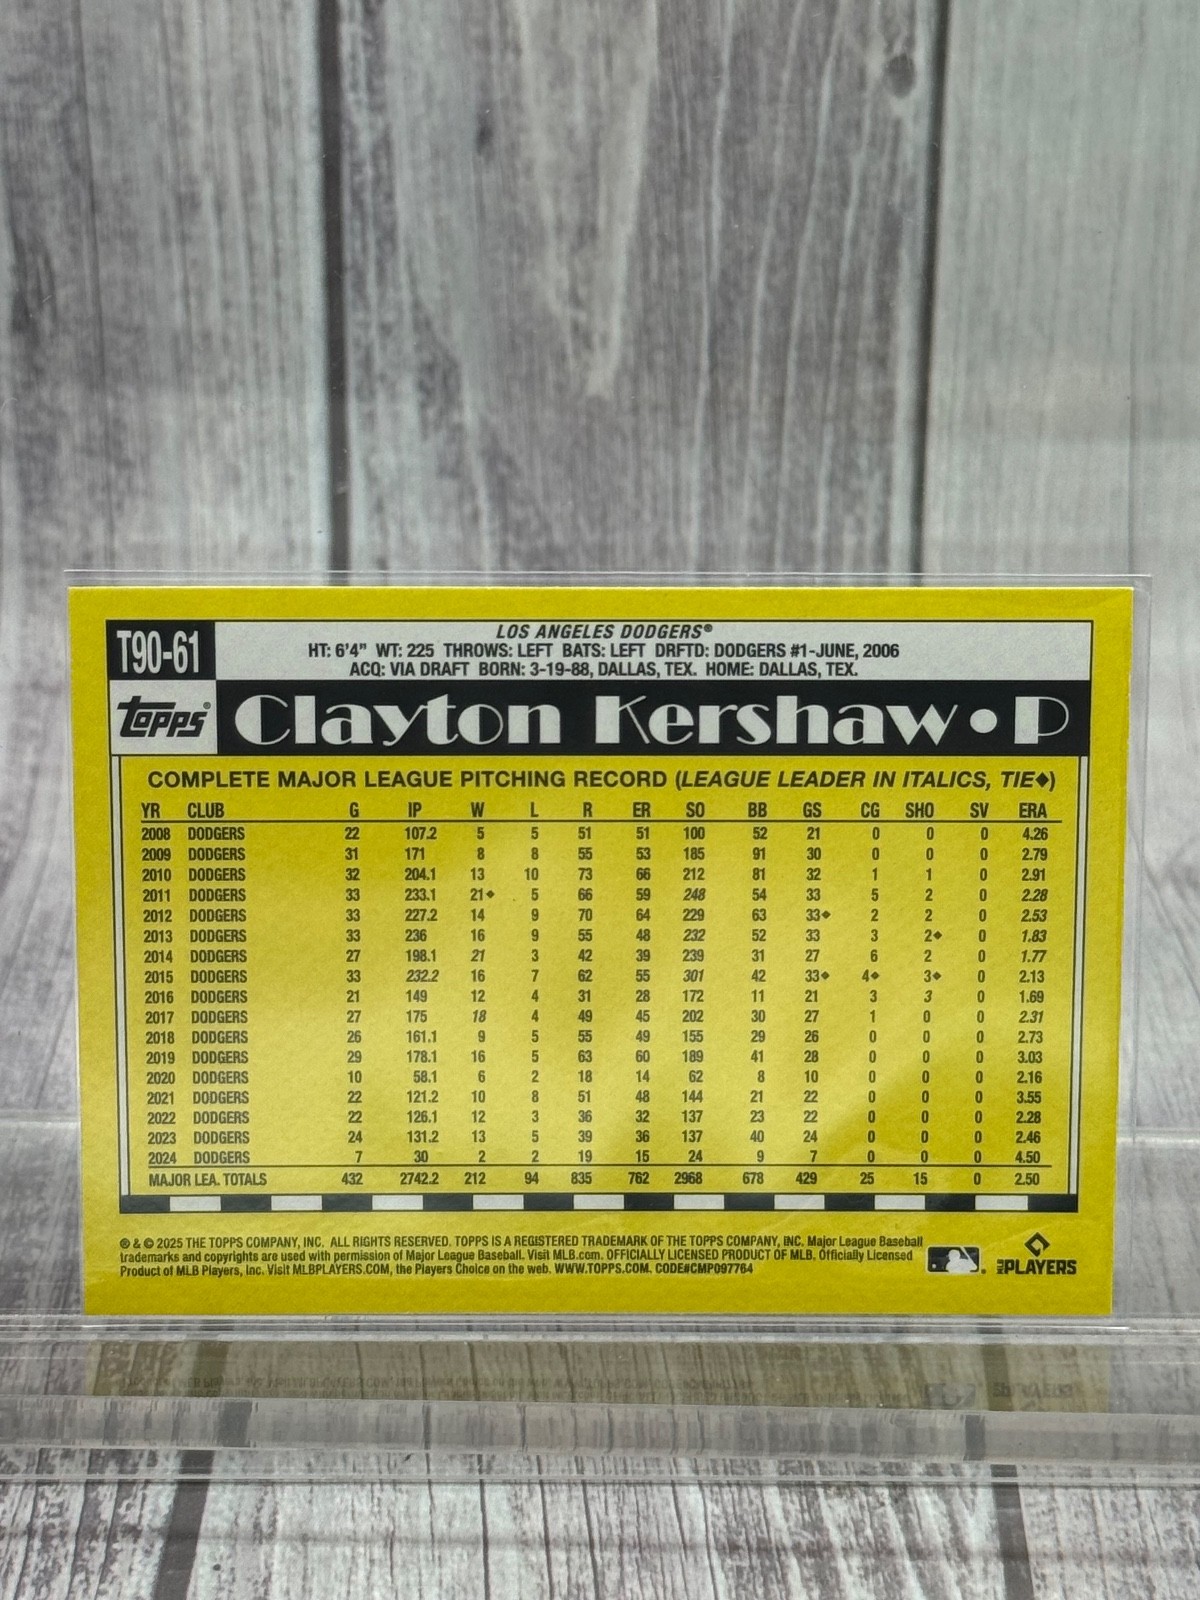 T90-61
LOS ANGELES DODGERS®
HT: 6'4" WT: 225 THROWS: LEFT BATS: LEFT DRFTD: DODGERS #1-JUNE, 2006
ACQ: VIA DRAFT BORN: 3-19-88, DALLAS, TEX. HOME: DALLAS, TEX.
Topps® Clayton Kershaw • P
COMPLETE MAJOR LEAGUE PITCHING RECORD (LEAGUE LEADER IN ITALICS, TIE◆)
YR CLUB G IP W L R ER SO BB GS CG SHO SV ERA
2008 DODGERS 22 107.2 5 5 51 51 100 52 21 0 0 0 4.26
2009 DODGERS 31 171 8 8 55 53 185 91 30 0 0 0 2.79
2010 DODGERS 32 204.1 13 10 73 66 212 81 32 1 1 0 2.91
2011 DODGERS 33 233.1 21◆ 5 66 59 248 54 33 5 2 0 2.28
2012 DODGERS 33 227.2 14 9 70 64 229 63 33◆ 2 2 0 2.53
2013 DODGERS 33 236 16 9 55 48 232 52 33 3 2◆ 0 1.83
2014 DODGERS 27 198.1 21 3 42 39 239 31 27 6 2 0 1.77
2015 DODGERS 33 232.2 16 7 62 55 301 42 33◆ 4◆ 3◆ 0 2.13
2016 DODGERS 21 149 12 4 31 28 172 11 21 3 3 0 1.69
2017 DODGERS 27 175 18 4 49 45 202 30 27 1 0 0 2.31
2018 DODGERS 26 161.1 9 5 55 49 155 29 26 0 0 0 2.73
2019 DODGERS 29 178.1 16 5 63 60 189 41 28 0 0 0 3.03
2020 DODGERS 10 58.1 6 2 18 14 62 8 10 0 0 0 2.16
2021 DODGERS 22 121.2 10 8 51 48 144 21 22 0 0 0 3.55
2022 DODGERS 22 126.1 12 3 36 32 137 23 22 0 0 0 2.28
2023 DODGERS 24 131.2 13 5 39 36 137 40 24 0 0 0 2.46
2024 DODGERS 7 30 2 2 19 15 24 9 7 0 0 0 4.50
MAJOR LEA. TOTALS 432 2742.2 212 94 835 762 2968 678 429 25 15 0 2.50
® & © 2025 THE TOPPS COMPANY, INC. ALL RIGHTS RESERVED. TOPPS IS A REGISTERED TRADEMARK OF THE TOPPS COMPANY, INC. Major League Baseball
trademarks and copyrights are used with permission of Major League Baseball. Visit MLB.com. OFFICIALLY LICENSED PRODUCT OF MLB. Officially Licensed
Product of MLB Players, Inc. Visit MLBPLAYERS.COM, the Players Choice on the web. WWW.TOPPS.COM. CODE#CMP097764
MLB PLAYERS